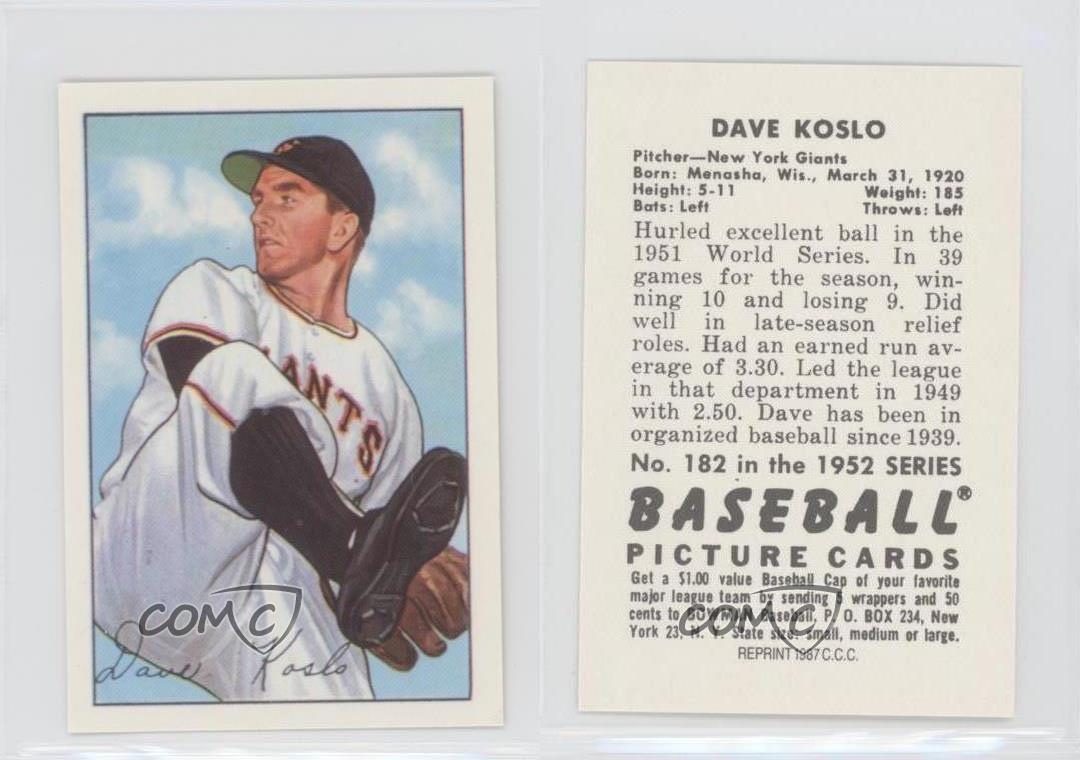 ANTS
Dave Koslo
COMC
DAVE KOSLO
Pitcher—New York Giants
Born: Menasha, Wis., March 31, 1920
Height: 5-11 Weight: 185
Bats: Left Throws: Left
Hurled excellent ball in the
1951 World Series. In 39
games for the season, win-
ning 10 and losing 9. Did
well in late-season relief
roles. Had an earned run av-
erage of 3.30. Led the league
in that department in 1949
with 2.50. Dave has been in
organized baseball since 1939.
No. 182 in the 1952 SERIES
BASEBALL®
PICTURE CARDS
Get a $1.00 value Baseball Cap of your favorite
major league team by sending 5 wrappers and 50
cents to BOWMAN Baseball, P. O. BOX 234, New
York 23, N. Y. State size: small, medium or large.
REPRINT 1987 C.C.C.
COMC